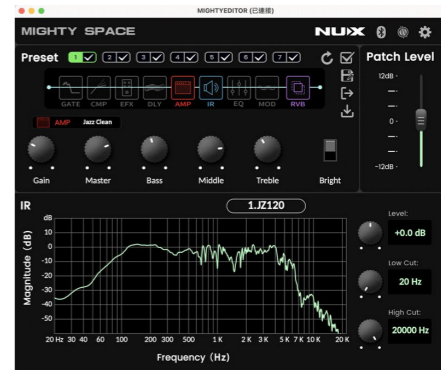 MIGHTYEDITOR (已連接)
MIGHTY SPACE
NUX
Preset 1 2 3 4 5 6 7
Patch Level
12dB
-12dB
GATE CMP EFX DLY AMP IR EQ MOD RVB
AMP Jazz Clean
Gain Master Bass Middle Treble Bright
IR
1.JZ120
dB
10
0
-10
-20
-30
-40
-50
Magnitude (dB)
20 Hz 30 40 60 100 200 300 500 1 K 2 K 3 K 5 K 7 K 10 K 20 K
Frequency (Hz)
Level:
+0.0 dB
Low Cut:
20 Hz
High Cut:
20000 Hz